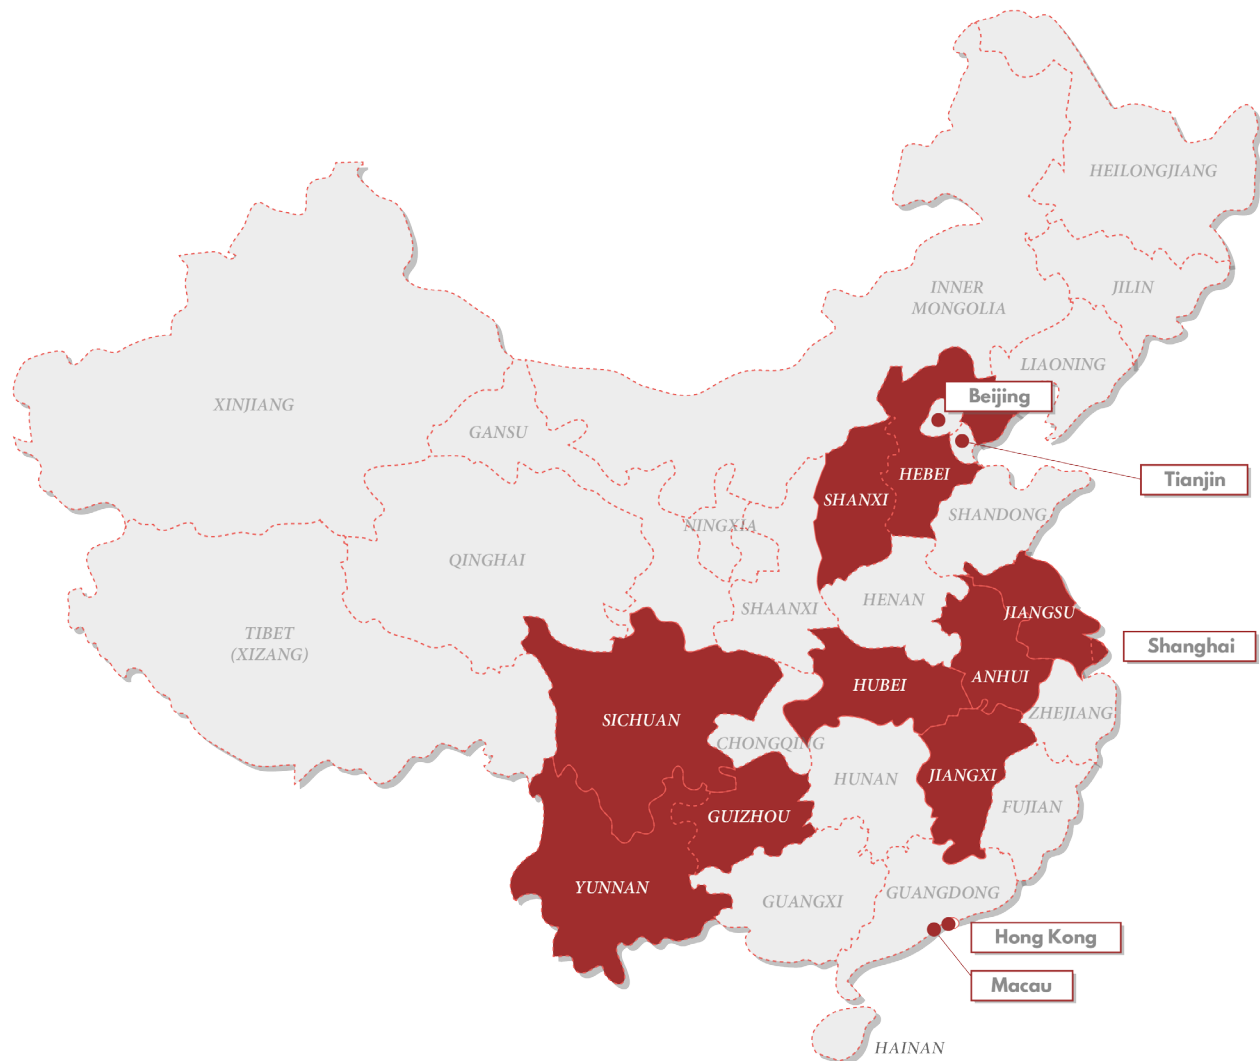 HEILONGJIANG
INNER
MONGOLIA
JILIN
LIAONING
Beijing
XINJIANG
GANSU
HEBEI
Tianjin
SHANXI
SHANDONG
NINGXIA
QINGHAI
HENAN
SHAANXI
JIANGSU
TIBET
(XIZANG)
Shanghai
ANHUI
HUBEI
ZHEJIANG
SICHUAN
CHONGQING
JIANGXI
HUNAN
FUJIAN
GUIZHOU
YUNNAN
GUANGDONG
GUANGXI
Hong Kong
Macau
HAINAN